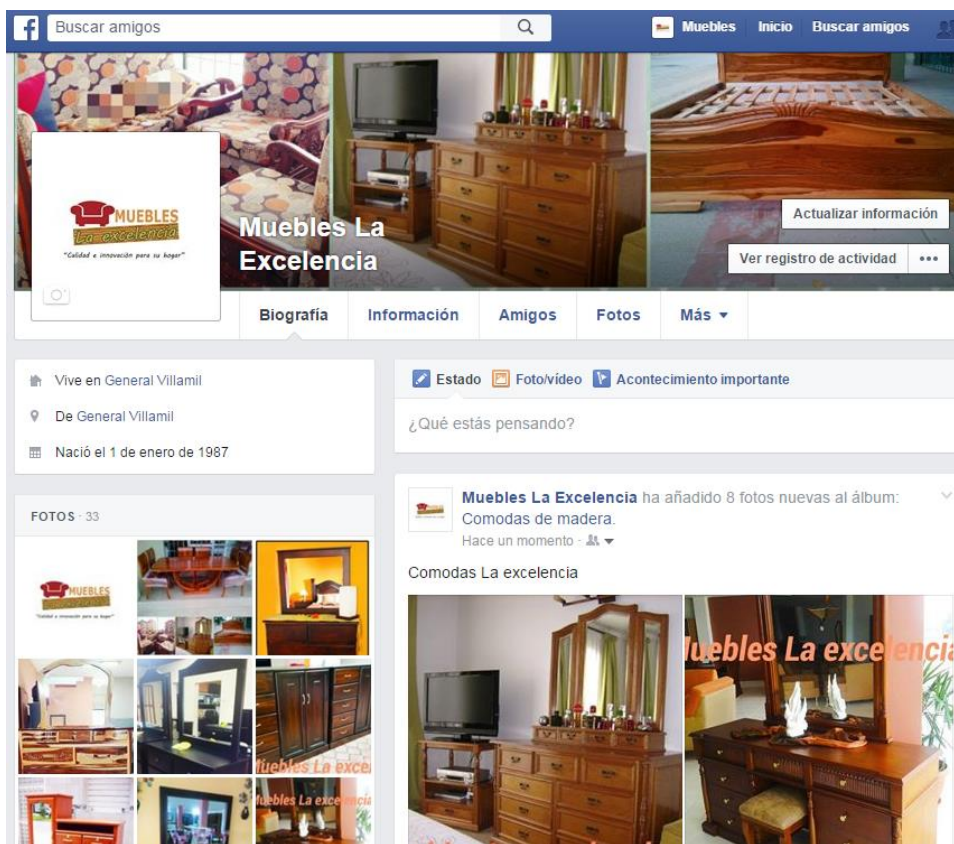 Buscar amigos
Muebles Inicio Buscar amigos
MUEBLES
La excelencia
"Calidad e innovación para su hogar"
Muebles La
Excelencia
Actualizar información
Ver registro de actividad
Biografía Información Amigos Fotos Más
Vive en General Villamil
De General Villamil
Nació el 1 de enero de 1987
FOTOS · 33
MUEBLES
Estado Foto/vídeo Acontecimiento importante
¿Qué estás pensando?
Muebles La Excelencia ha añadido 8 fotos nuevas al álbum:
Comodas de madera.
Hace un momento ·
Comodas La excelencia
Muebles La excelencia